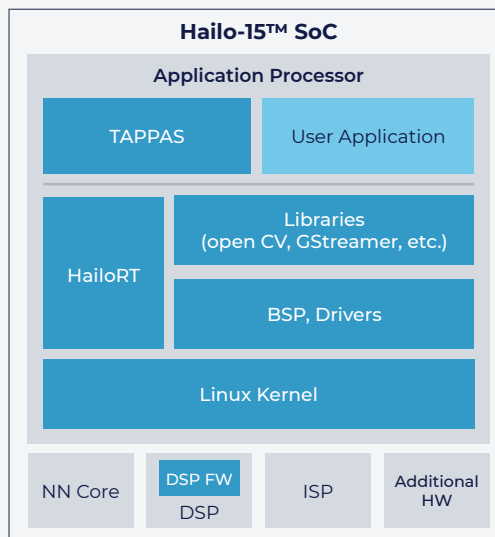 Hailo-15™ SoC
Application Processor
TAPPAS
User Application
HailoRT
Libraries
(open CV, GStreamer, etc.)
BSP, Drivers
Linux Kernel
NN Core
DSP FW
DSP
ISP
Additional
HW